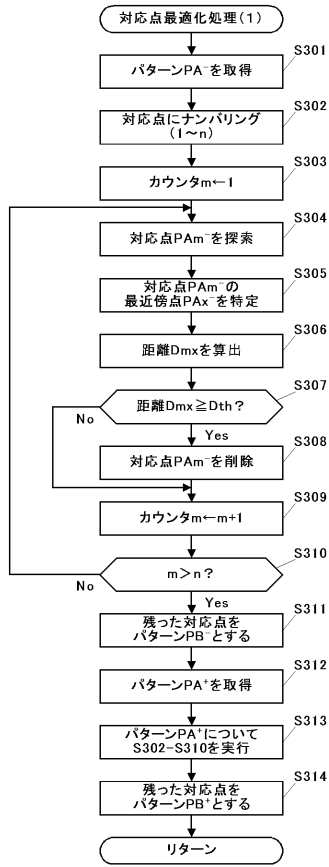 対応点最適化処理(1)
S301
パターンPA⁻を取得
S302
対応点にナンバリング
(1～n)
S303
カウンタm←1
S304
対応点PAm⁻を探索
S305
対応点PAm⁻の
最近傍点PAx⁻を特定
S306
距離Dmxを算出
S307
距離Dmx≧Dth?
No
Yes
S308
対応点PAm⁻を削除
S309
カウンタm←m+1
S310
m>n?
No
Yes
S311
残った対応点を
パターンPB⁻とする
S312
パターンPA⁺を取得
S313
パターンPA⁺について
S302-S310を実行
S314
残った対応点を
パターンPB⁺とする
リターン